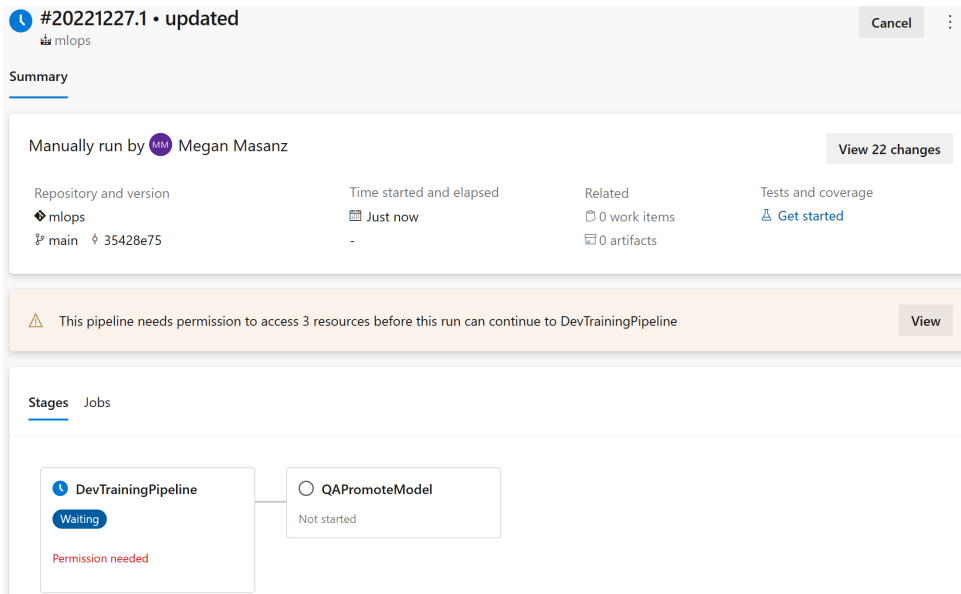 #20221227.1 • updated
Cancel
mlops
Summary
Manually run by MM Megan Masanz
View 22 changes
Repository and version
mlops
main 35428e75
Time started and elapsed
Just now
-
Related
0 work items
0 artifacts
Tests and coverage
Get started
This pipeline needs permission to access 3 resources before this run can continue to DevTrainingPipeline
View
Stages Jobs
DevTrainingPipeline
Waiting
Permission needed
QAPromoteModel
Not started